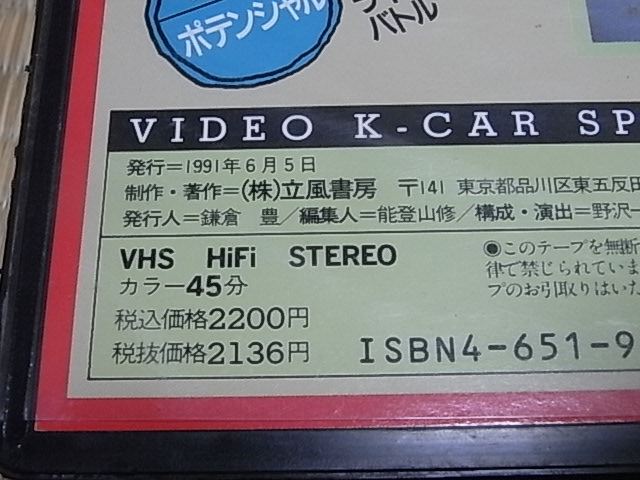 ポテンシャル
バトル
VIDEO K-CAR SP
発行=1991年6月5日
制作・著作=(株)立風書房 〒141 東京都品川区東五反田
発行人=鎌倉 豊/編集人=能登山修/構成・演出=野沢一
VHS HiFi STEREO
カラー45分
税込価格2200円
税抜価格2136円
●このテープを無断
律で禁じられていま
プのお引取りはいた
ISBN4-651-9